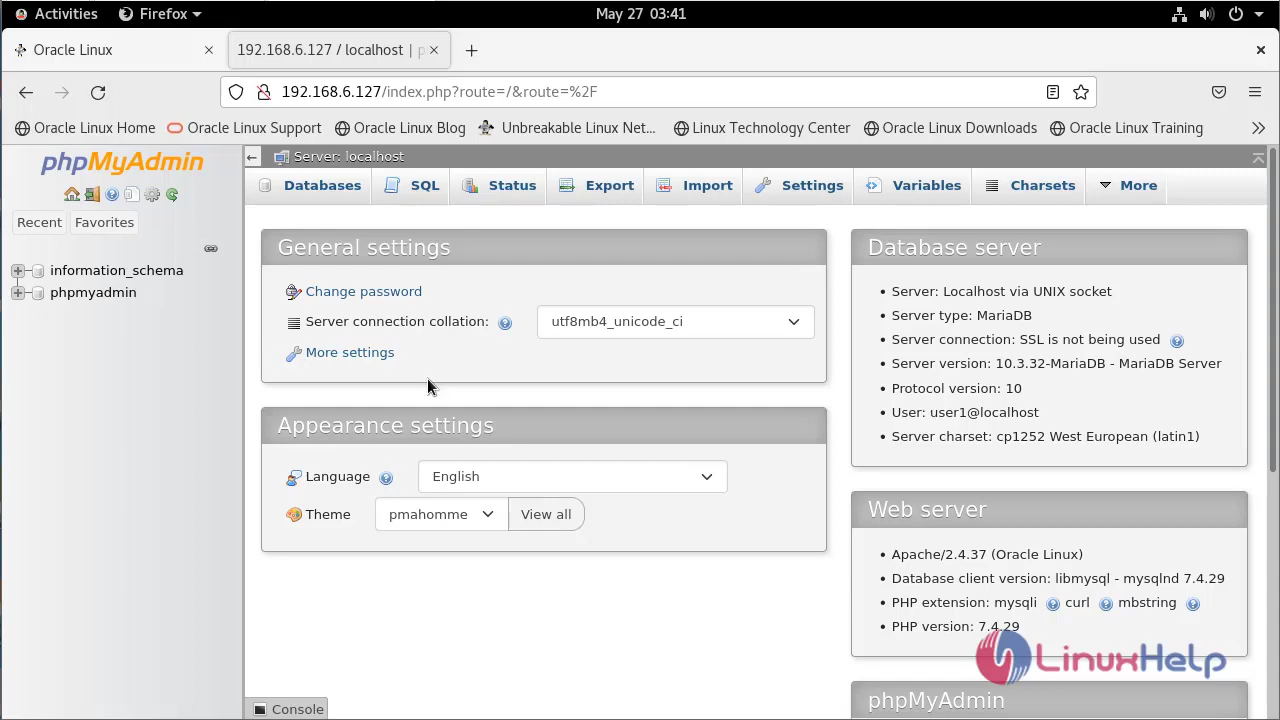 Activities Firefox May 27 03:41
Oracle Linux 192.168.6.127 / localhost |
192.168.6.127/index.php?route=/&route=%2F
Oracle Linux Home Oracle Linux Support Oracle Linux Blog Unbreakable Linux Net... Linux Technology Center Oracle Linux Downloads Oracle Linux Training
phpMyAdmin
Recent Favorites
information_schema
phpmyadmin
Server: localhost
Databases SQL Status Export Import Settings Variables Charsets More
General settings
Change password
Server connection collation: utf8mb4_unicode_ci
More settings
Appearance settings
Language English
Theme pmahomme View all
Database server
• Server: Localhost via UNIX socket
• Server type: MariaDB
• Server connection: SSL is not being used
• Server version: 10.3.32-MariaDB - MariaDB Server
• Protocol version: 10
• User: user1@localhost
• Server charset: cp1252 West European (latin1)
Web server
• Apache/2.4.37 (Oracle Linux)
• Database client version: libmysql - mysqlnd 7.4.29
• PHP extension: mysqli curl mbstring
• PHP version: 7.4.29
LinuxHelp
phpMyAdmin
Console